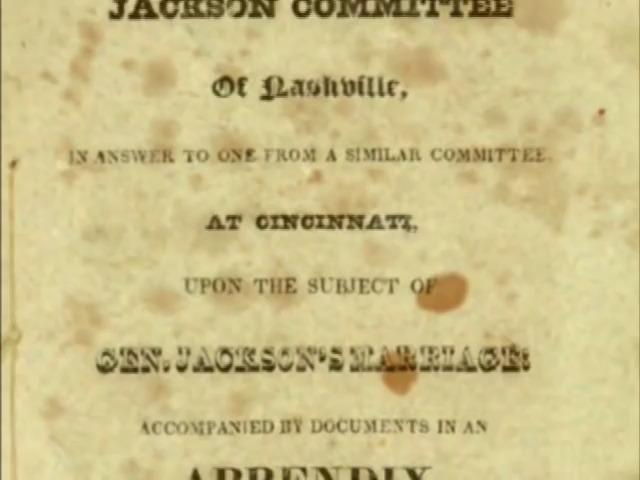 JACKSON COMMITTEE
Of Nashville,
IN ANSWER TO ONE FROM A SIMILAR COMMITTEE
AT CINCINNATI,
UPON THE SUBJECT OF
GEN. JACKSON'S MARRIAGE:
ACCOMPANIED BY DOCUMENTS IN AN
APPENDIX